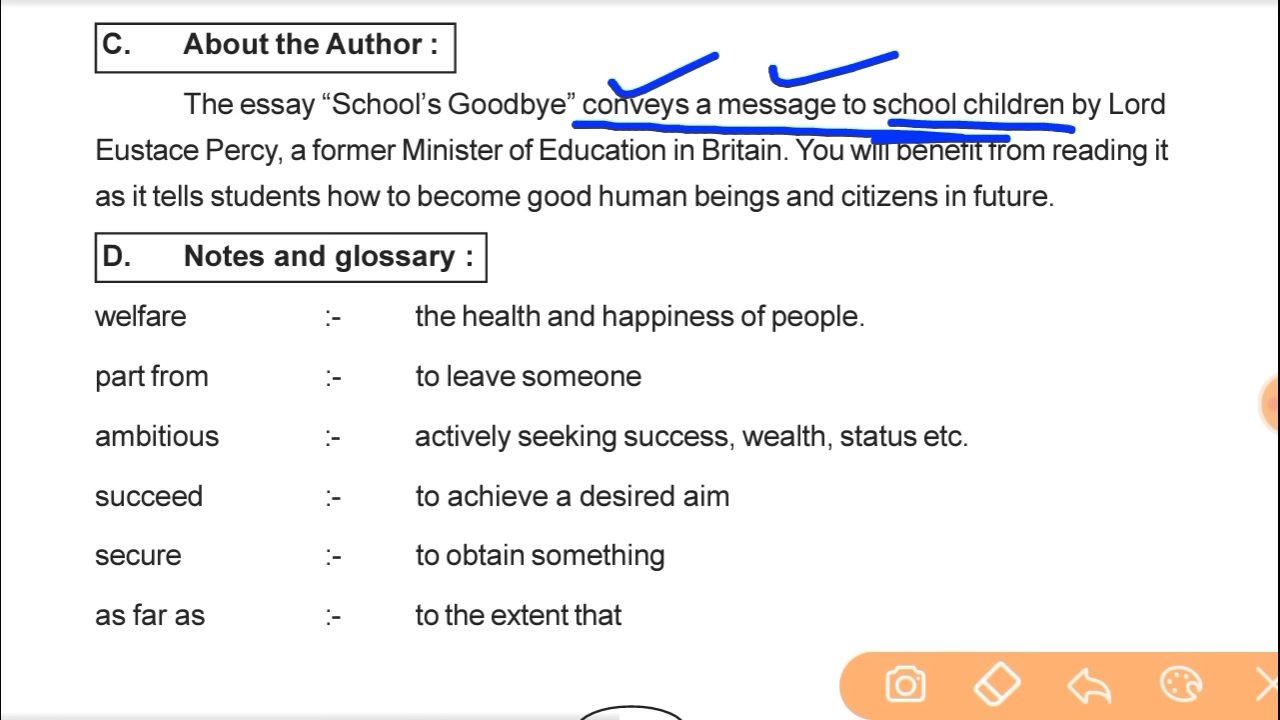 C. About the Author :
The essay “School’s Goodbye” conveys a message to school children by Lord
Eustace Percy, a former Minister of Education in Britain. You will benefit from reading it
as it tells students how to become good human beings and citizens in future.
D. Notes and glossary :
welfare :- the health and happiness of people.
part from :- to leave someone
ambitious :- actively seeking success, wealth, status etc.
succeed :- to achieve a desired aim
secure :- to obtain something
as far as :- to the extent that